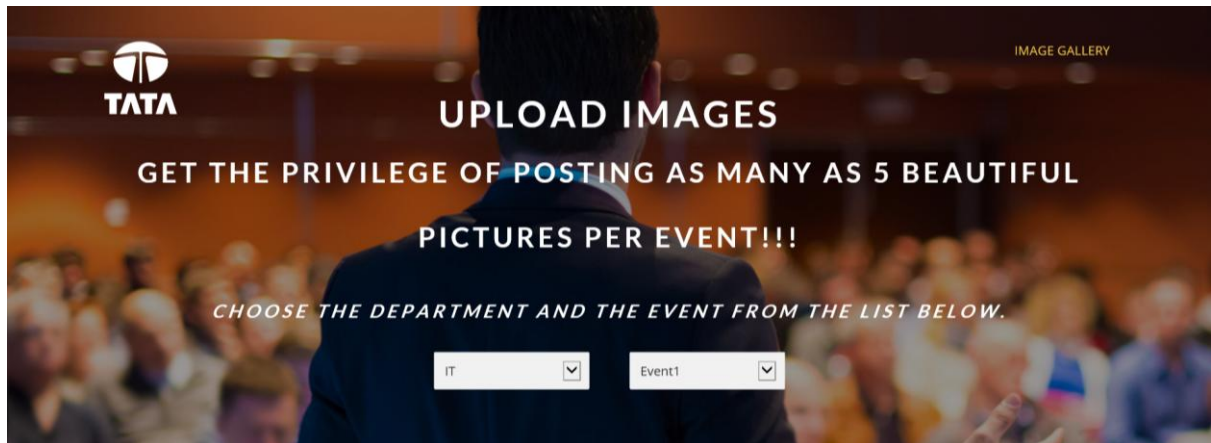 IMAGE GALLERY
TATA
UPLOAD IMAGES
GET THE PRIVILEGE OF POSTING AS MANY AS 5 BEAUTIFUL
PICTURES PER EVENT!!!
CHOOSE THE DEPARTMENT AND THE EVENT FROM THE LIST BELOW.
IT
Event1